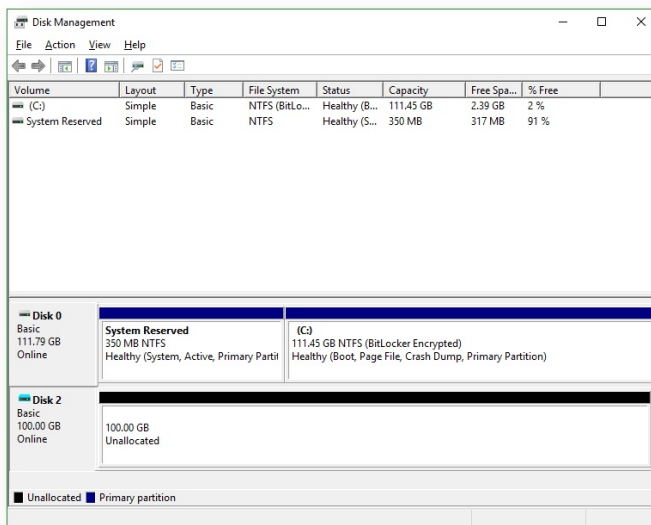 Disk Management
File Action View Help
Volume Layout Type File System Status Capacity Free Spa... % Free
(C:) Simple Basic NTFS (BitLo... Healthy (B... 111.45 GB 2.39 GB 2 %
System Reserved Simple Basic NTFS Healthy (S... 350 MB 317 MB 91 %
Disk 0
Basic
111.79 GB
Online
System Reserved
350 MB NTFS
Healthy (System, Active, Primary Partit
(C:)
111.45 GB NTFS (BitLocker Encrypted)
Healthy (Boot, Page File, Crash Dump, Primary Partition)
Disk 2
Basic
100.00 GB
Online
100.00 GB
Unallocated
Unallocated Primary partition